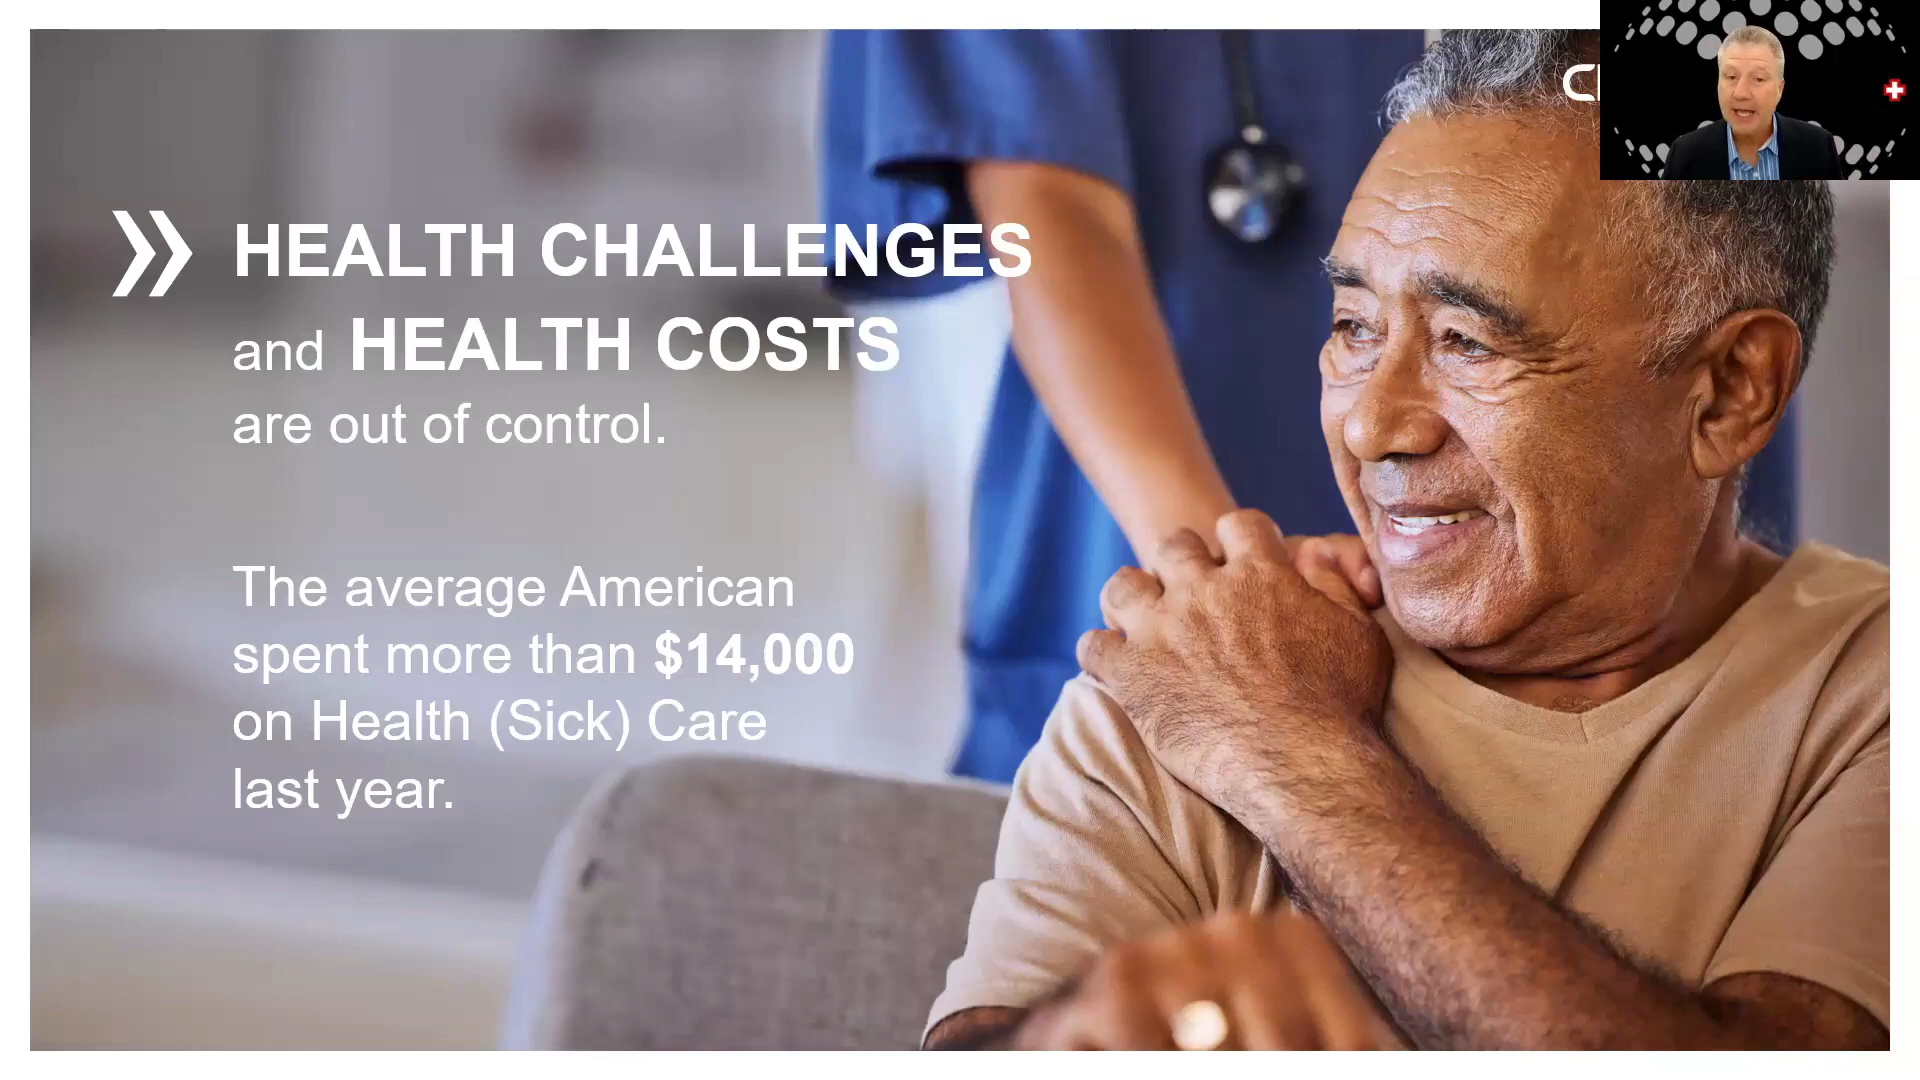 HEALTH CHALLENGES
and HEALTH COSTS
are out of control.
The average American
spent more than $14,000
on Health (Sick) Care
last year.